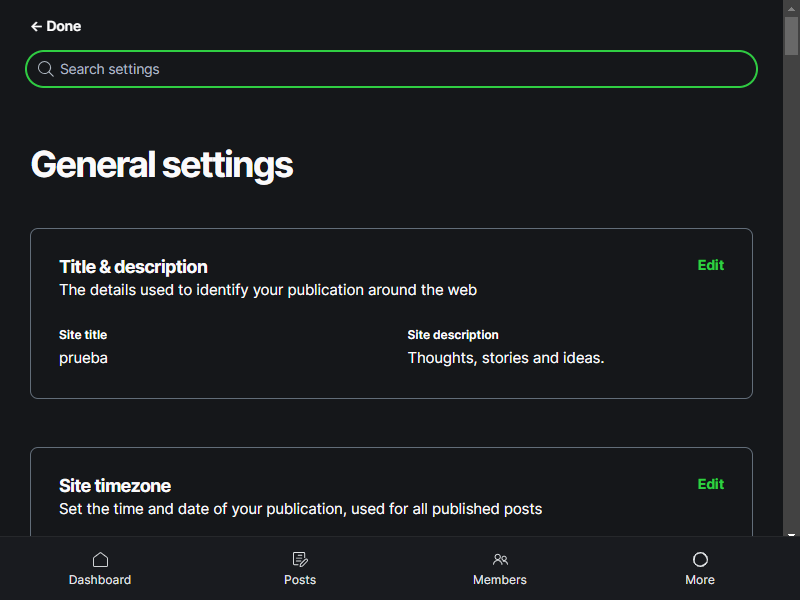 ← Done
Search settings
General settings
Title & description
Edit
The details used to identify your publication around the web
Site title
Site description
prueba
Thoughts, stories and ideas.
Site timezone
Edit
Set the time and date of your publication, used for all published posts
Dashboard
Posts
Members
More